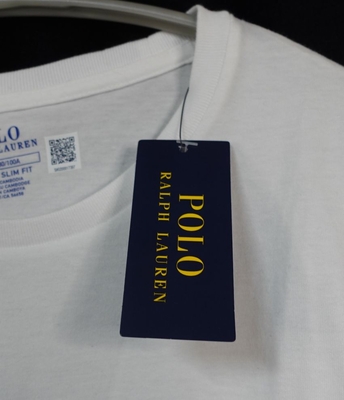 LO
LAUREN
SLIM FIT
POLO
RALPH LAUREN